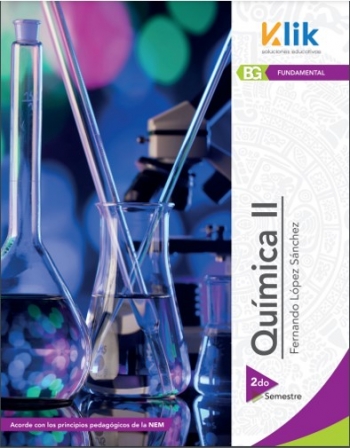 Klik
soluciones educativas
BG FUNDAMENTAL
Química II
Fernando López Sánchez
2do
Semestre
Acorde con los principios pedagógicos de la NEM